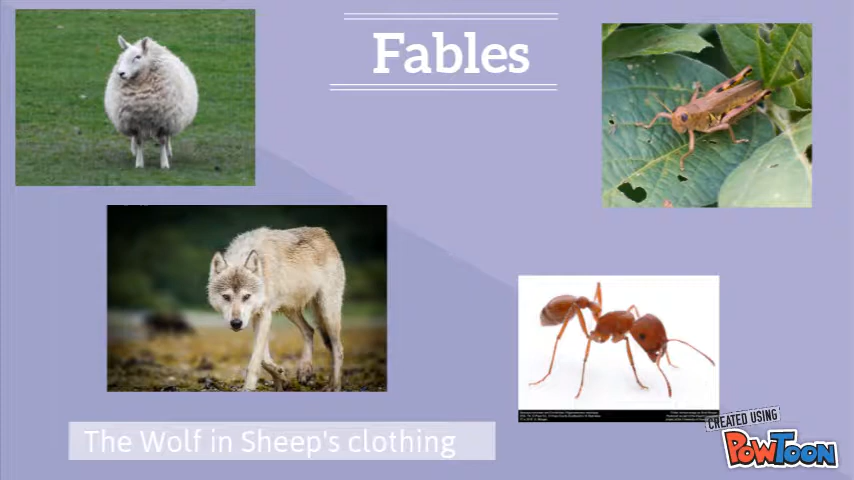 Fables
The Wolf in Sheep's clothing
CREATED USING
POWTOON